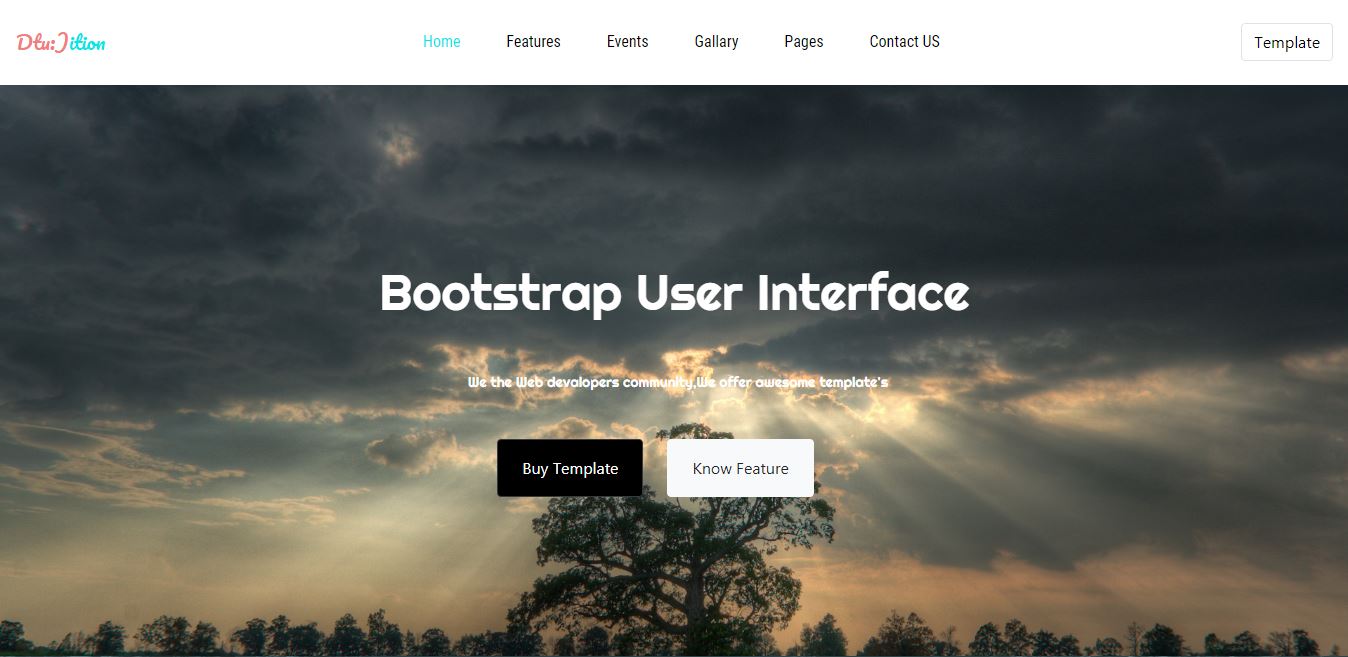 Dtu:Jition
Home Features Events Gallary Pages Contact US
Template
Bootstrap User Interface
We the Web devalopers community,We offer awesome template's
Buy Template
Know Feature